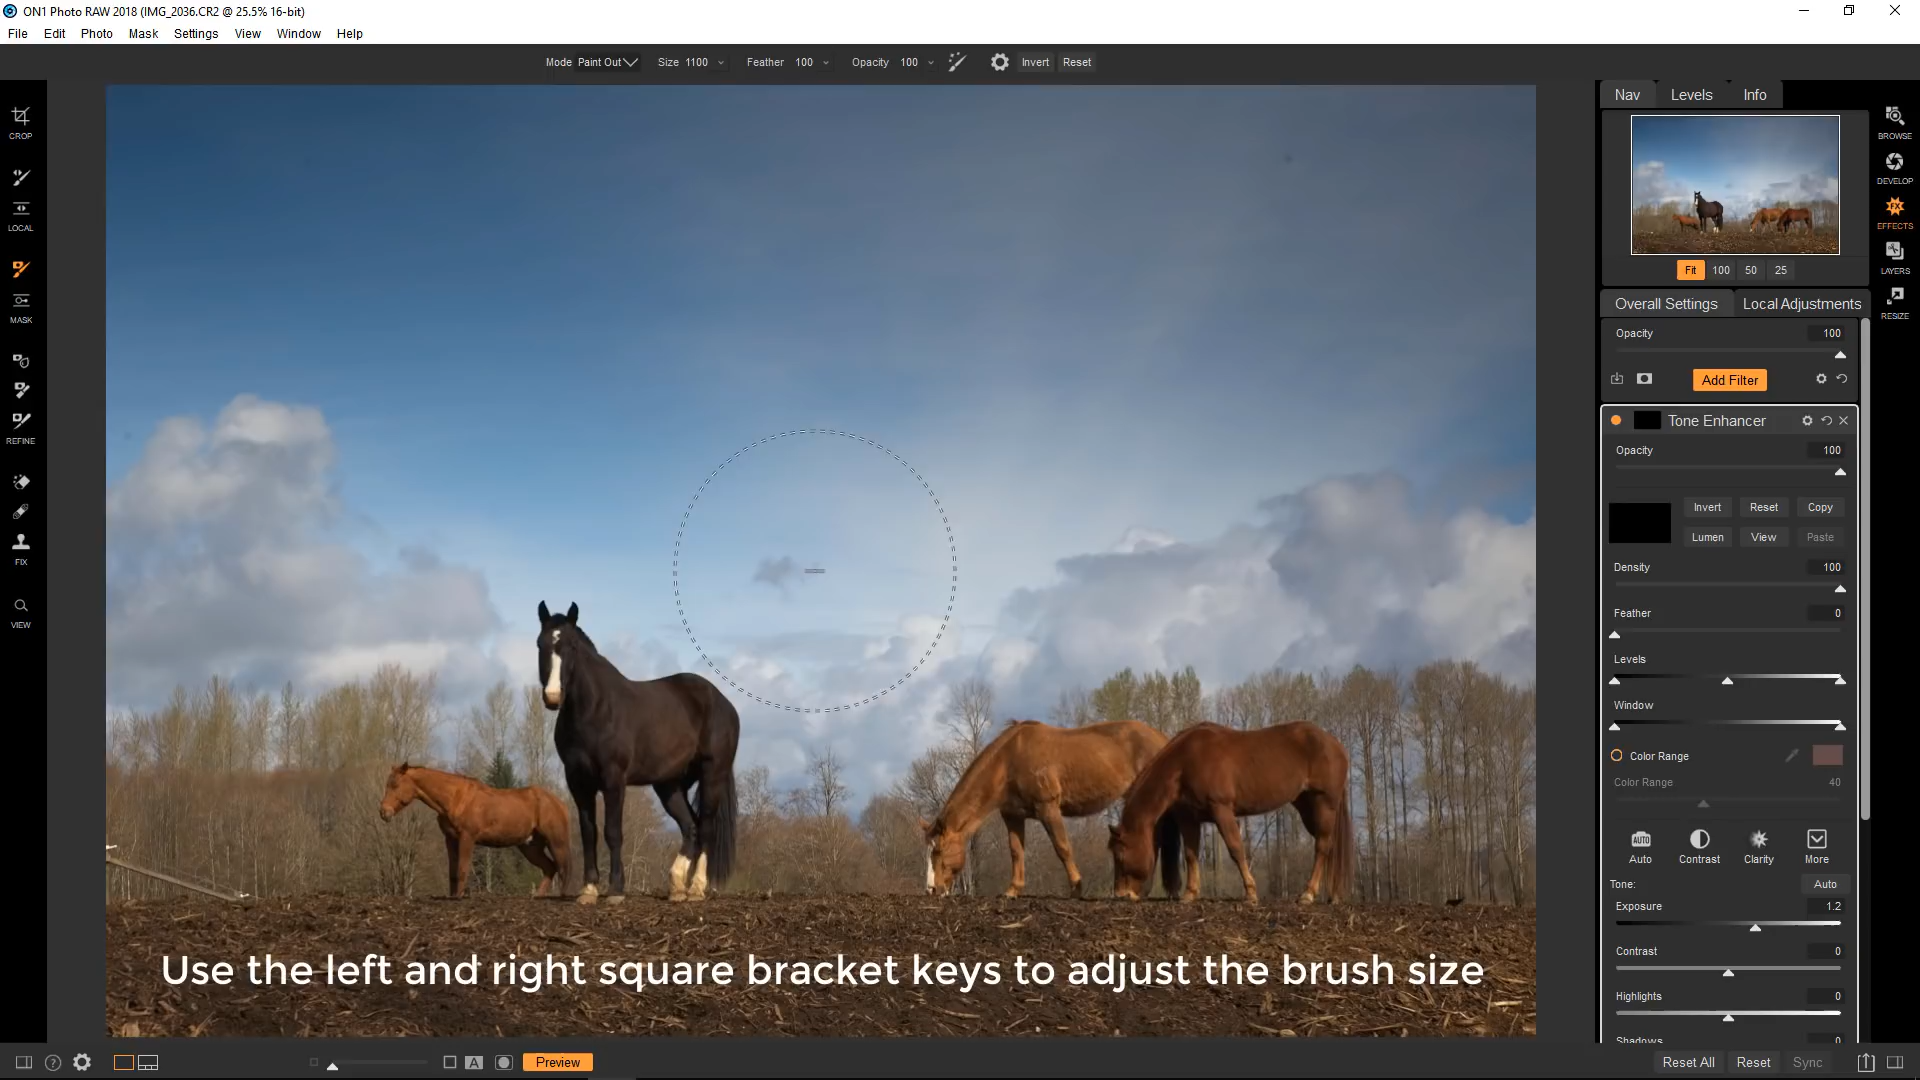 ON1 Photo RAW 2018 (IMG_2036.CR2 @ 25.5% 16-bit)
File Edit Photo Mask Settings View Window Help
Mode Paint Out Size 1100 Feather 100 Opacity 100 Invert Reset
CROP
LOCAL
MASK
REFINE
FIX
VIEW
Nav Levels Info
Fit 100 50 25
BROWSE
DEVELOP
FX
EFFECTS
LAYERS
RESIZE
Overall Settings Local Adjustments
Opacity 100
Add Filter
Tone Enhancer
Opacity 100
Invert Reset Copy
Lumen View Paste
Density 100
Feather 0
Levels
Window
Color Range
Color Range 40
AUTO
Auto Contrast Clarity More
Tone: Auto
Exposure 1.2
Contrast 0
Highlights 0
Shadows 0
Use the left and right square bracket keys to adjust the brush size
? A Preview
Reset All Reset Sync